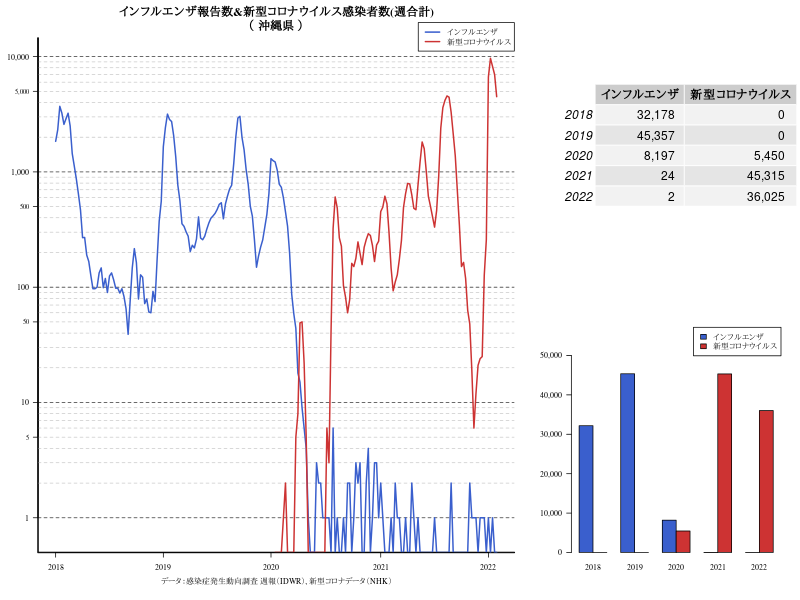 インフルエンザ報告数&新型コロナウイルス感染者数(週合計)
( 沖縄県 )
インフルエンザ
新型コロナウイルス
10,000
5,000
1,000
500
100
50
10
5
1
2018 2019 2020 2021 2022
データ:感染症発生動向調査 週報(IDWR)、新型コロナデータ(NHK)
インフルエンザ 新型コロナウイルス
2018 32,178 0
2019 45,357 0
2020 8,197 5,450
2021 24 45,315
2022 2 36,025
インフルエンザ
新型コロナウイルス
50,000
40,000
30,000
20,000
10,000
0
2018 2019 2020 2021 2022